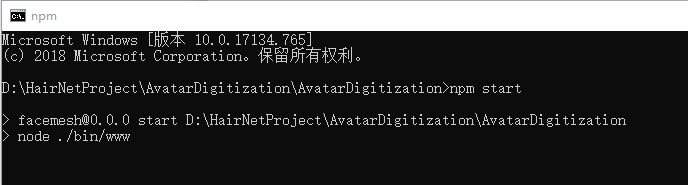 npm
Microsoft Windows [版本 10.0.17134.765]
(c) 2018 Microsoft Corporation。保留所有权利。
D:\HairNetProject\AvatarDigitization\AvatarDigitization>npm start
> facemesh@0.0.0 start D:\HairNetProject\AvatarDigitization\AvatarDigitization
> node ./bin/www